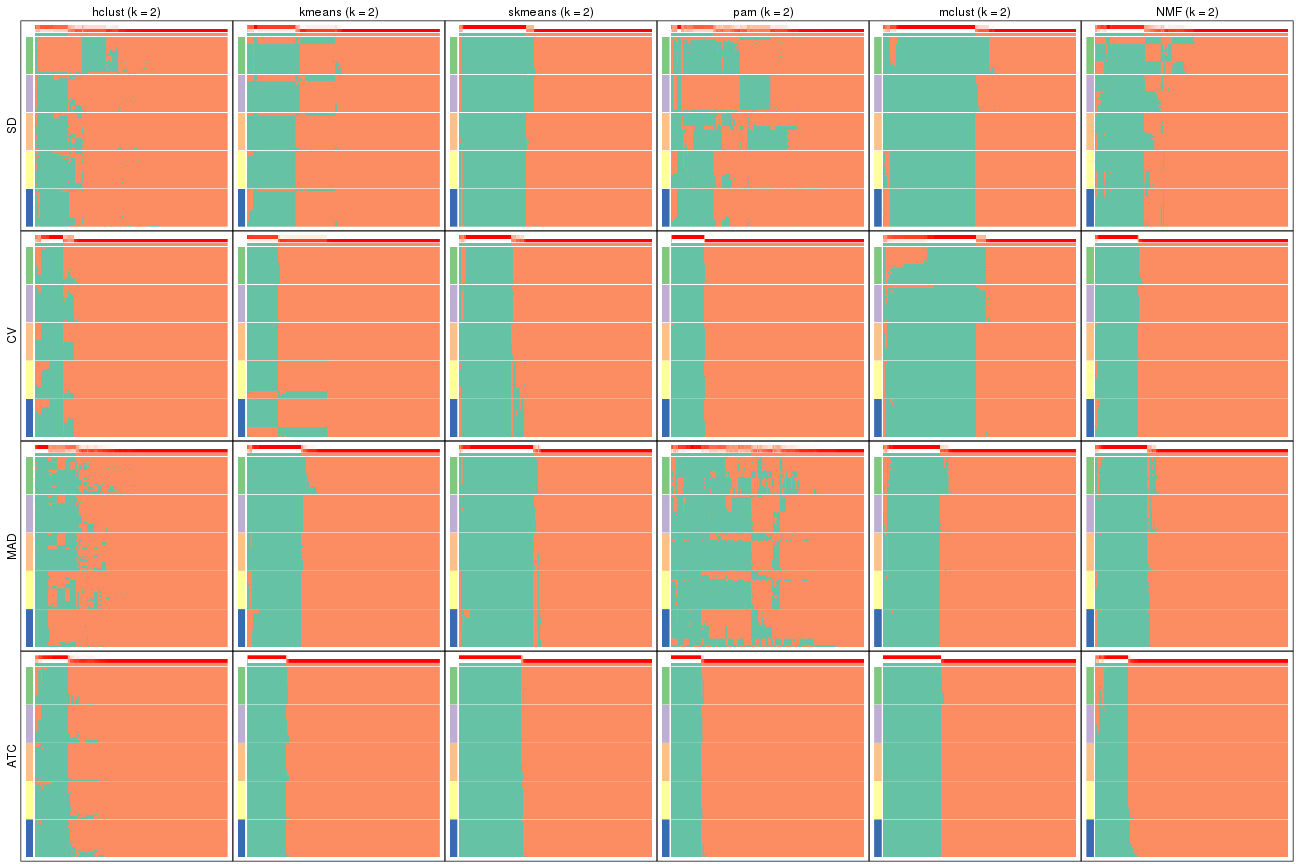 hclust (k = 2) kmeans (k = 2) skmeans (k = 2) pam (k = 2) mclust (k = 2) NMF (k = 2)
SD
CV
MAD
ATC